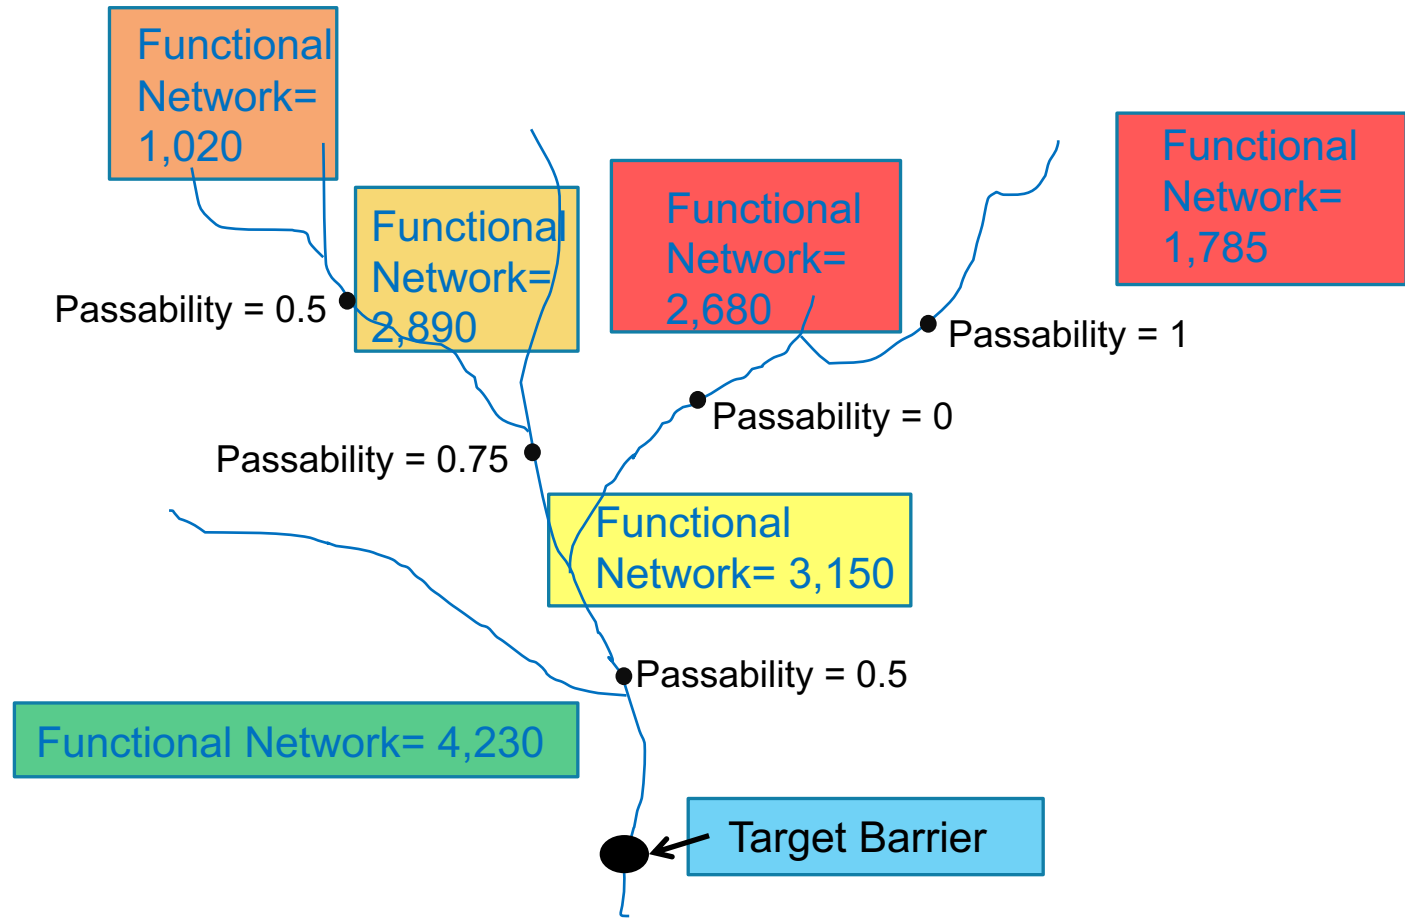 Functional
Network=
1,020
Functional
Network=
1,785
Functional
Network=
2,680
Functional
Network=
2,890
Passability = 0.5
Passability = 1
Passability = 0
Passability = 0.75
Functional
Network= 3,150
Passability = 0.5
Functional Network= 4,230
Target Barrier